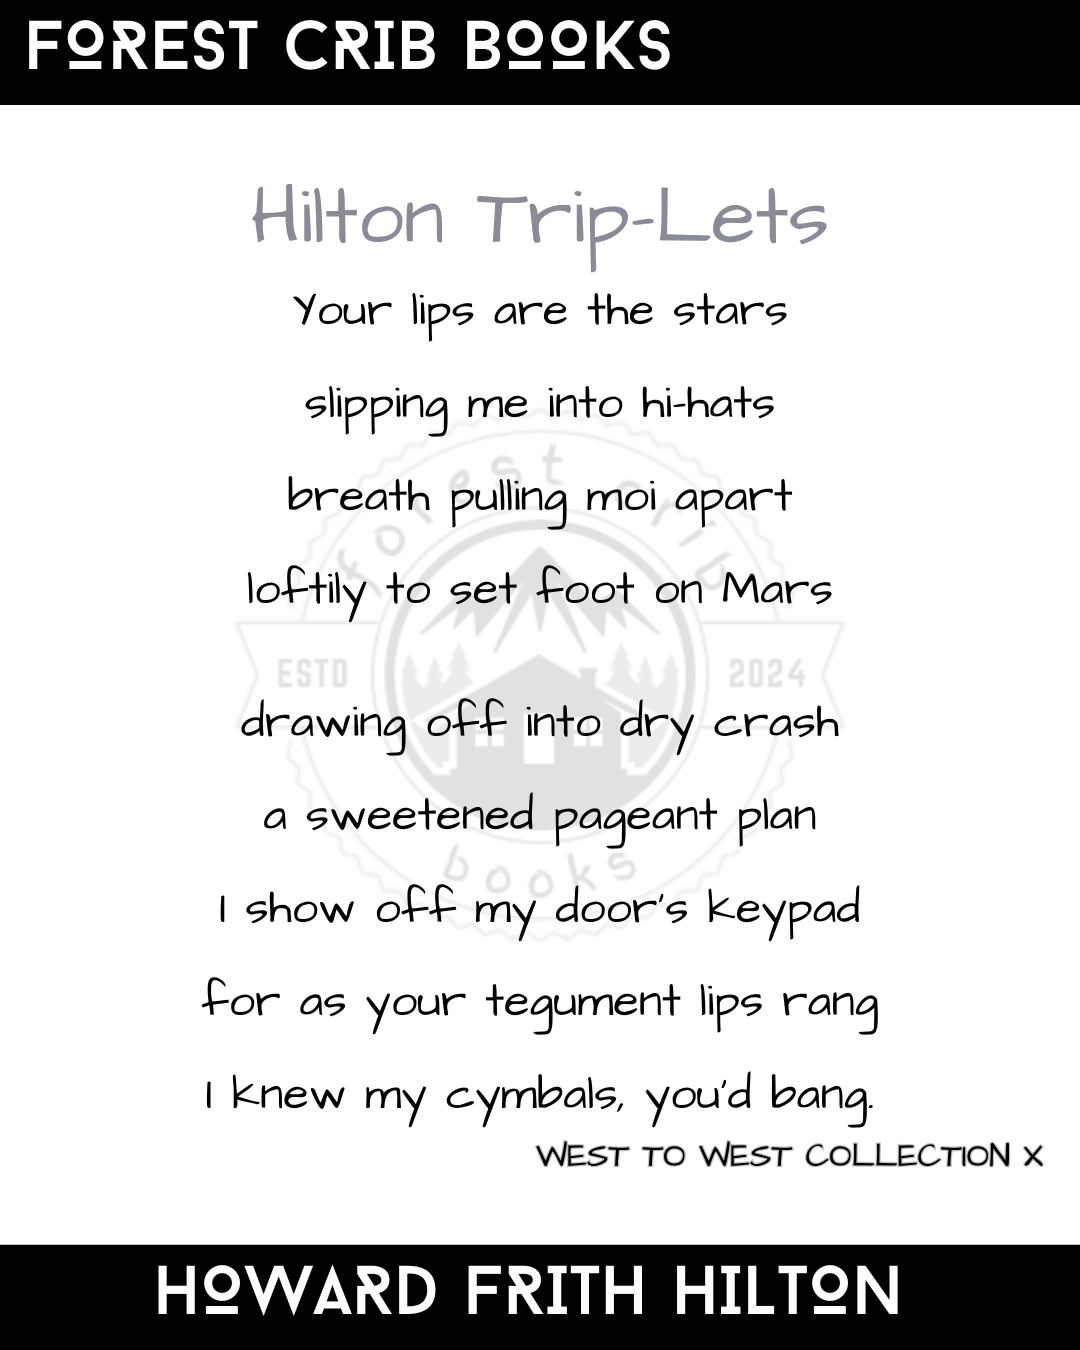 FOREST CRIB BOOKS
Hilton Trip-Lets
Your lips are the stars
slipping me into hi-hats
breath pulling moi apart
loftily to set foot on Mars
drawing off into dry crash
a sweetened pageant plan
I show off my door's keypad
for as your tegument lips rang
I knew my cymbals, you'd bang.
WEST TO WEST COLLECTION X
forest crib
ESTD 2024
books
HOWARD FRITH HILTON